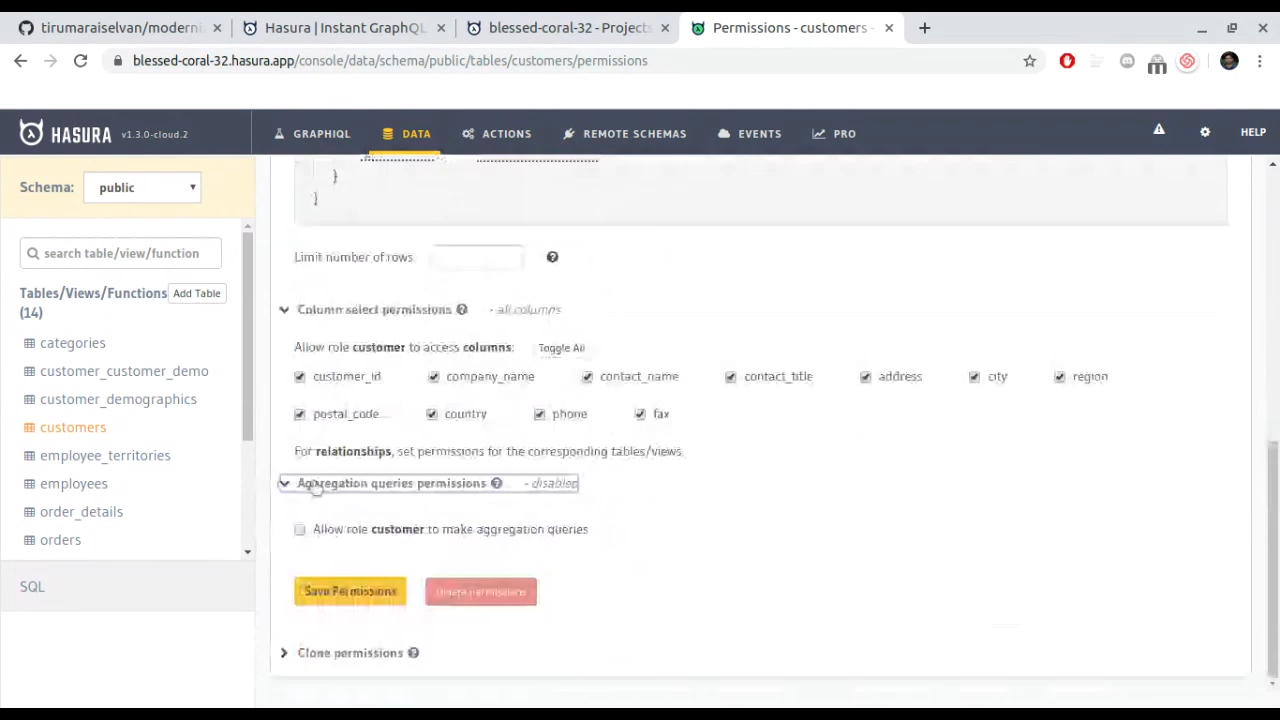 tirumaraiselvan/moderni
Hasura | Instant GraphQL
blessed-coral-32 - Projects
Permissions - customers -
blessed-coral-32.hasura.app/console/data/schema/public/tables/customers/permissions
HASURA v1.3.0-cloud.2
GRAPHIQL
DATA
ACTIONS
REMOTE SCHEMAS
EVENTS
PRO
HELP
Schema: public
search table/view/function
Tables/Views/Functions (14)
Add Table
categories
customer_customer_demo
customer_demographics
customers
employee_territories
employees
order_details
orders
SQL
}
]
Limit number of rows
Column select permissions - all columns
Allow role customer to access columns: Toggle All
customer_id company_name contact_name contact_title address city region
postal_code country phone fax
For relationships, set permissions for the corresponding tables/views
Aggregation queries permissions - disabled
Allow role customer to make aggregation queries
Save Permissions Delete Permissions
Clone permissions